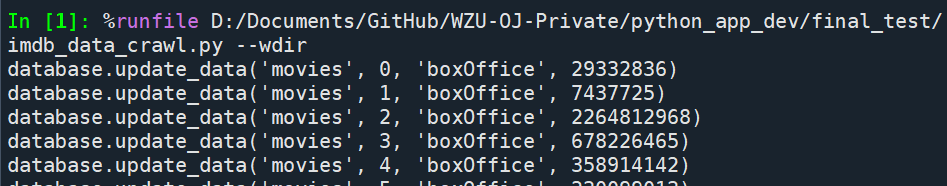 In [1]: %runfile D:/Documents/GitHub/WZU-OJ-Private/python_app_dev/final_test/
imdb_data_crawl.py --wdir
database.update_data('movies', 0, 'boxOffice', 29332836)
database.update_data('movies', 1, 'boxOffice', 7437725)
database.update_data('movies', 2, 'boxOffice', 2264812968)
database.update_data('movies', 3, 'boxOffice', 678226465)
database.update_data('movies', 4, 'boxOffice', 358914142)